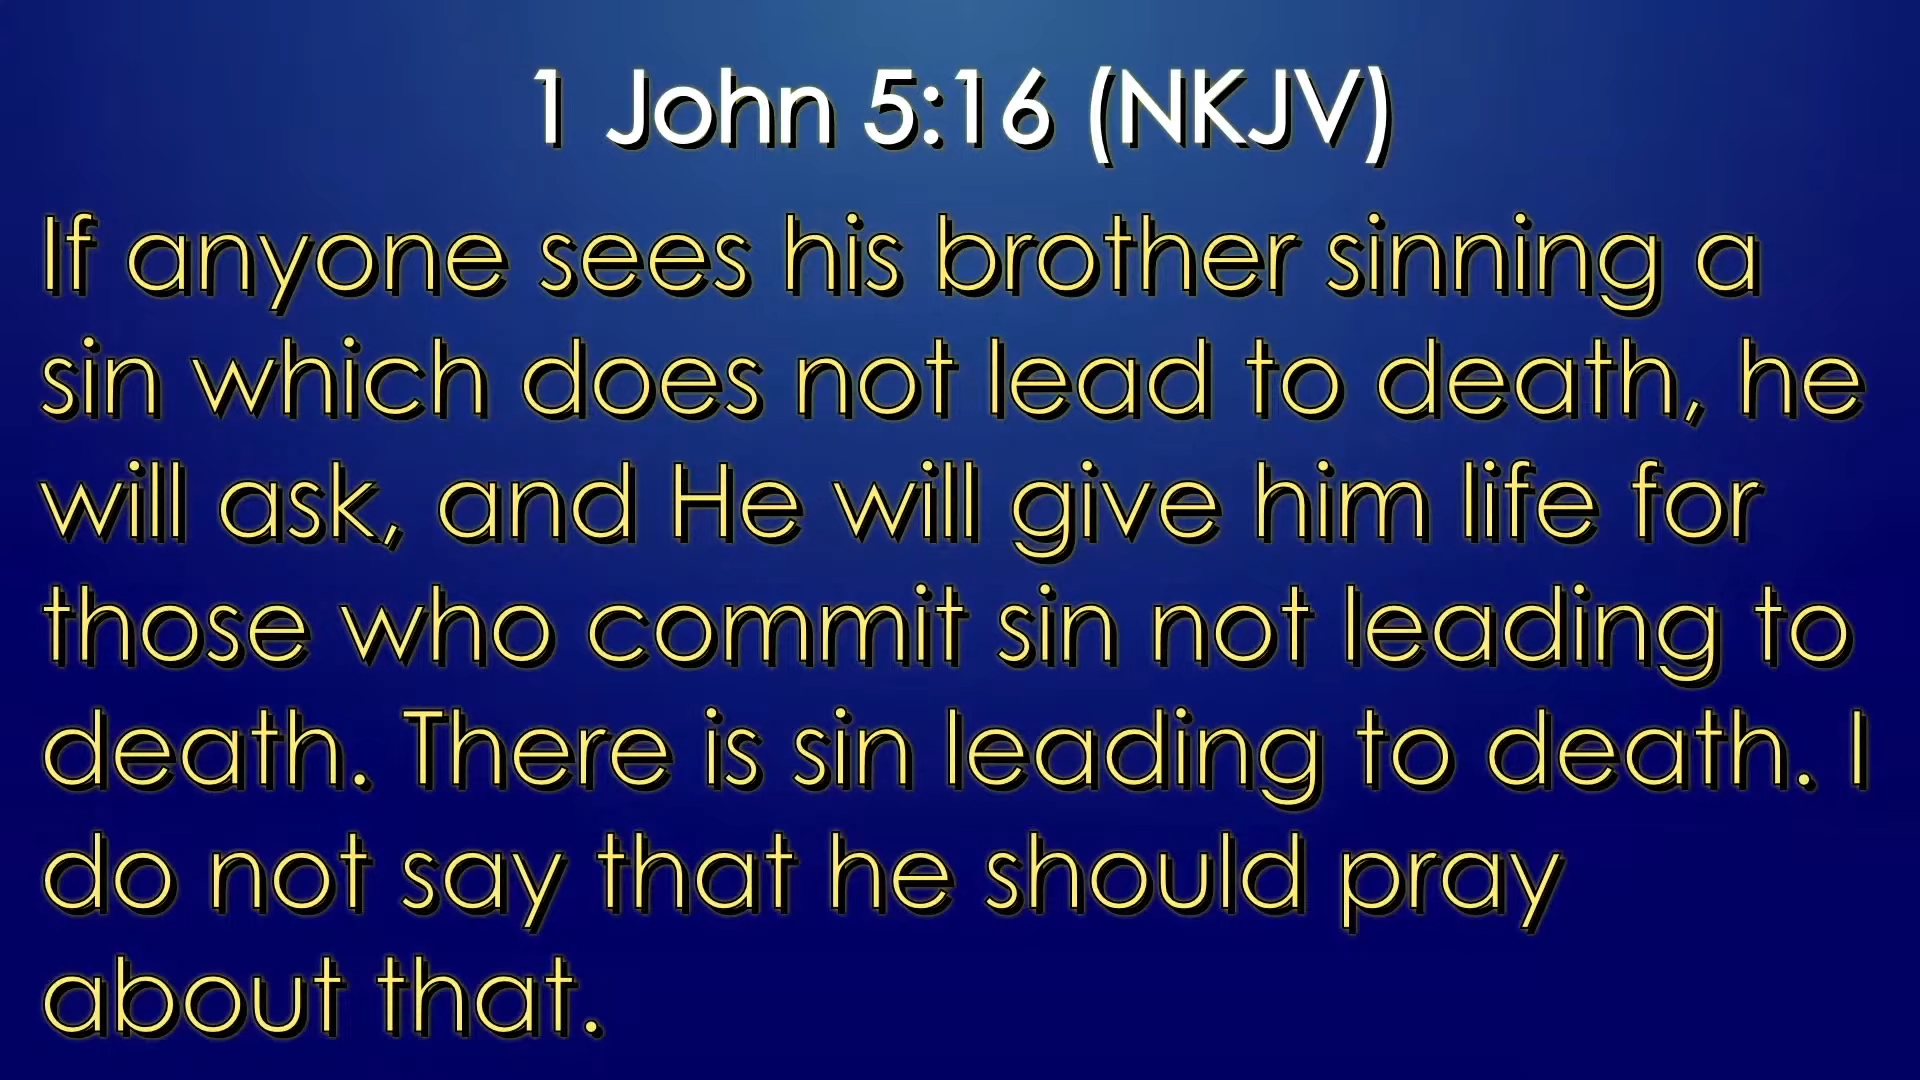 1 John 5:16 (NKJV)
If anyone sees his brother sinning a
sin which does not lead to death, he
will ask, and He will give him life for
those who commit sin not leading to
death. There is sin leading to death. I
do not say that he should pray
about that.